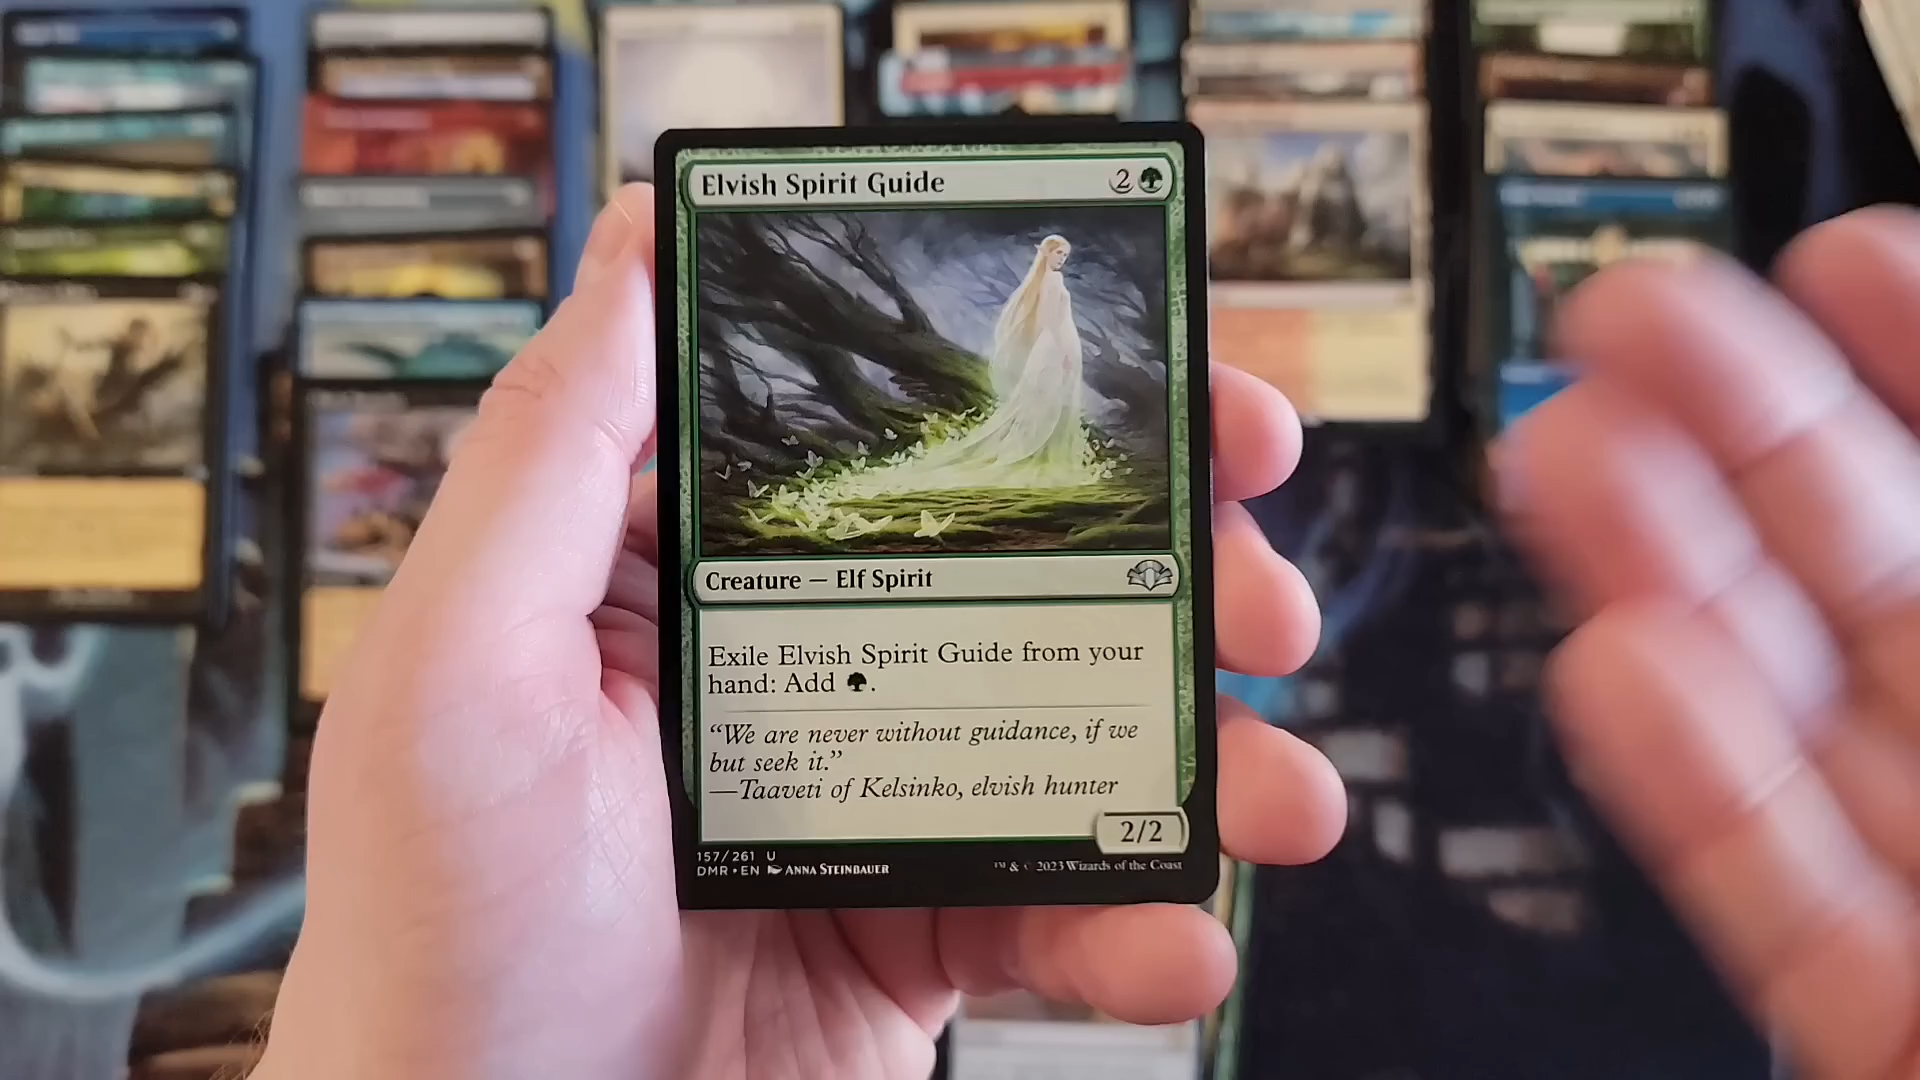 Elvish Spirit Guide 2
Creature — Elf Spirit
Exile Elvish Spirit Guide from your
hand: Add .
“We are never without guidance, if we
but seek it.”
—Taaveti of Kelsinko, elvish hunter
2/2
157/261 U
DMR • EN ANNA STEINBAUER
™ & © 2023 Wizards of the Coast